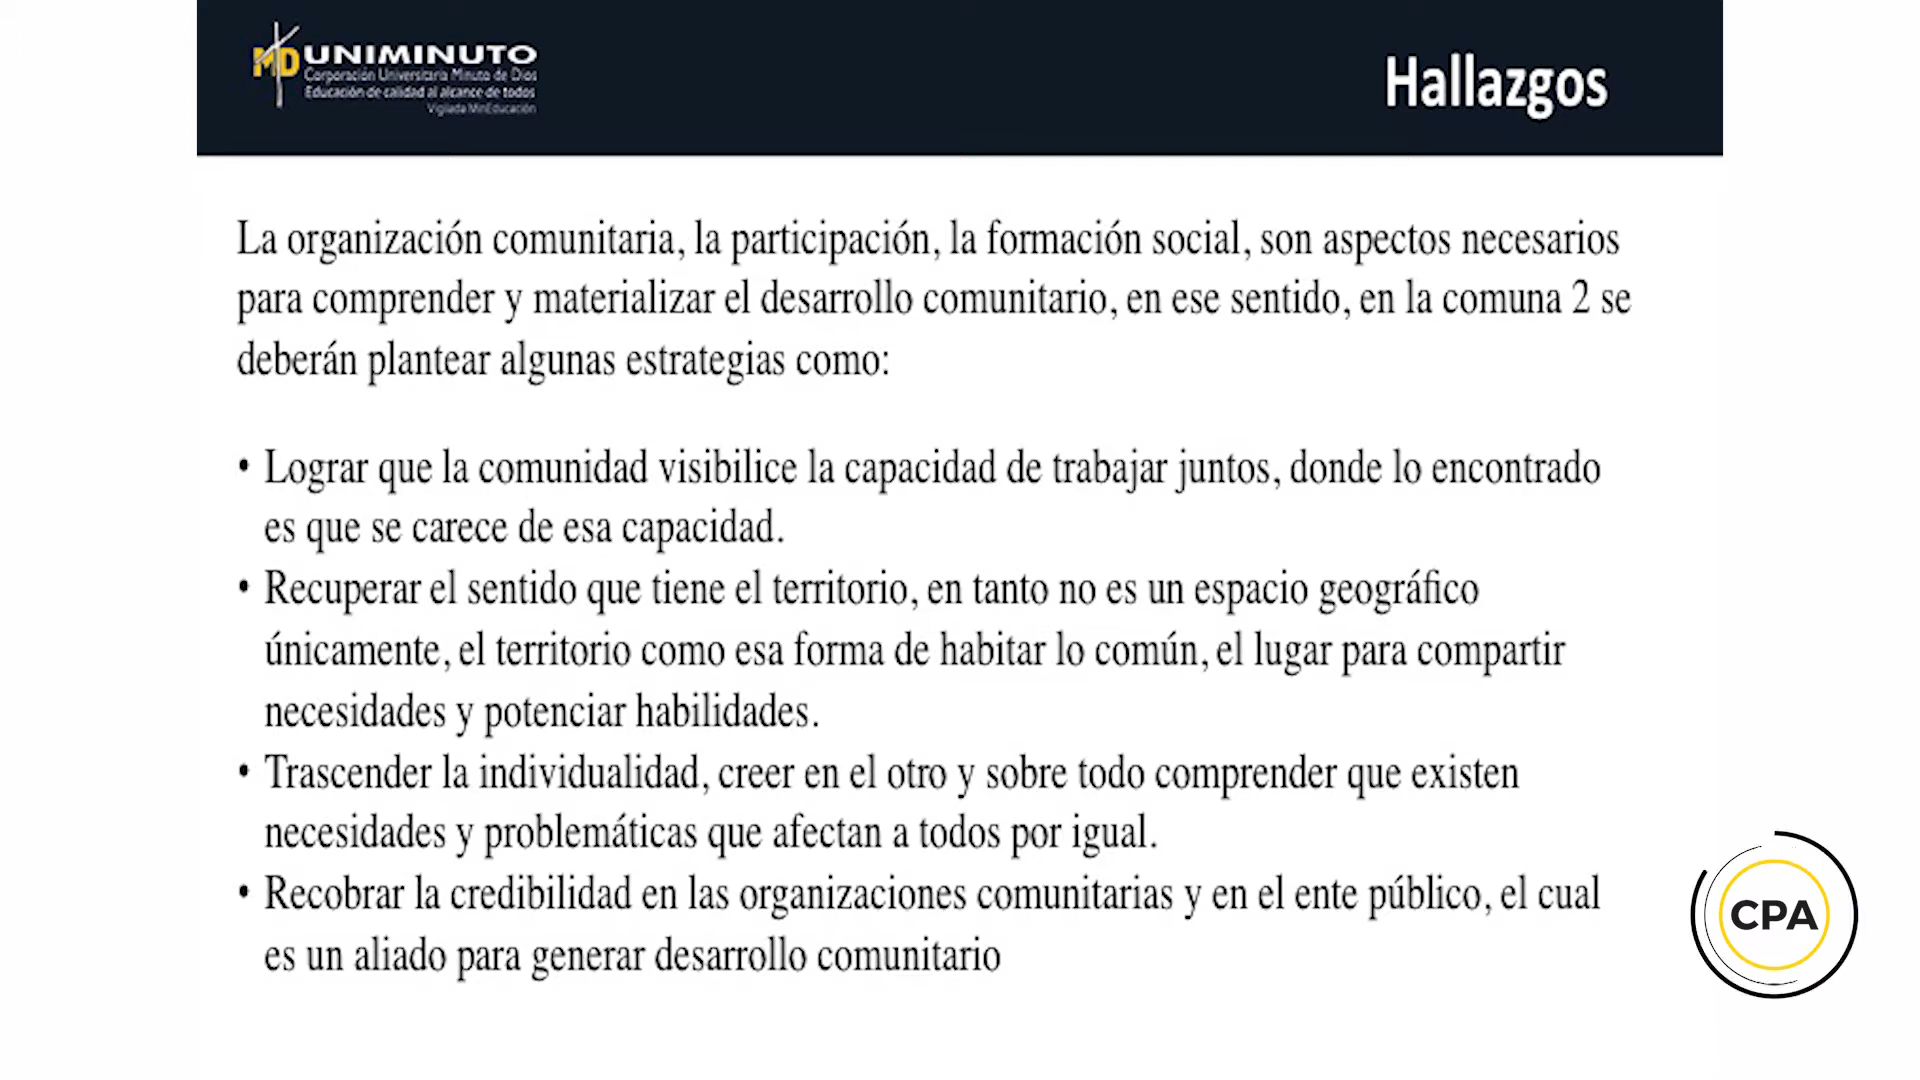 MD UNIMINUTO
Corporación Universitaria Minuto de Dios
Educación de calidad al alcance de todos
Vigilada MinEducación
Hallazgos
La organización comunitaria, la participación, la formación social, son aspectos necesarios
para comprender y materializar el desarrollo comunitario, en ese sentido, en la comuna 2 se
deberán plantear algunas estrategias como:
• Lograr que la comunidad visibilice la capacidad de trabajar juntos, donde lo encontrado
es que se carece de esa capacidad.
• Recuperar el sentido que tiene el territorio, en tanto no es un espacio geográfico
únicamente, el territorio como esa forma de habitar lo común, el lugar para compartir
necesidades y potenciar habilidades.
• Trascender la individualidad, creer en el otro y sobre todo comprender que existen
necesidades y problemáticas que afectan a todos por igual.
• Recobrar la credibilidad en las organizaciones comunitarias y en el ente público, el cual
es un aliado para generar desarrollo comunitario
CPA